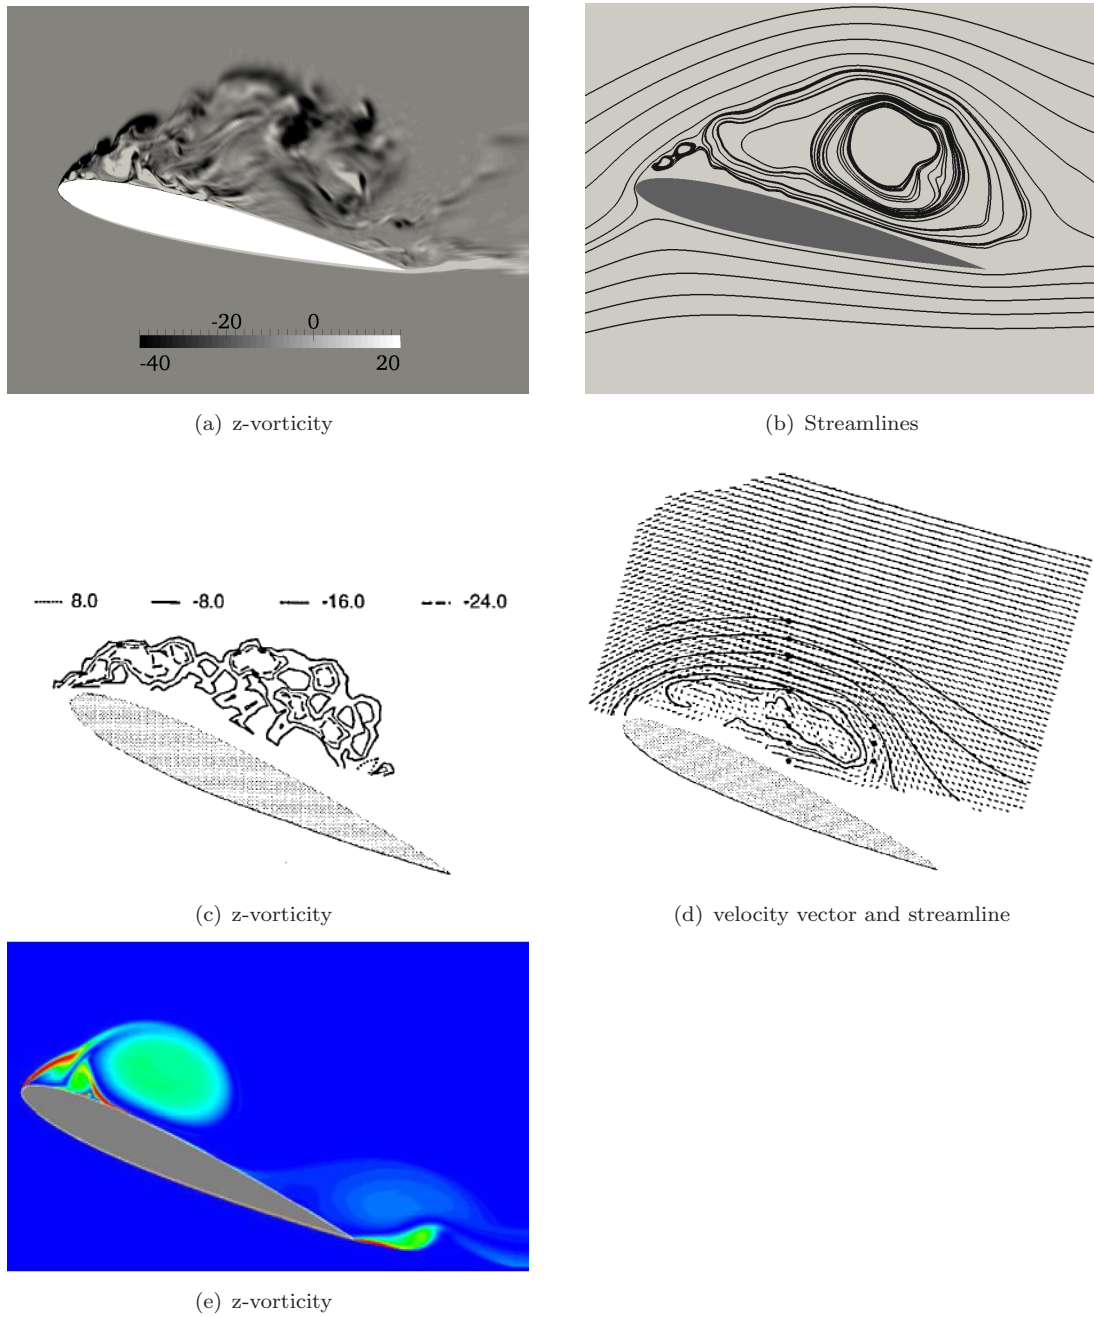 -20 0
-40 20
(a) z-vorticity
(b) Streamlines
8.0 -8.0 -16.0 -24.0
(c) z-vorticity
(d) velocity vector and streamline
(e) z-vorticity